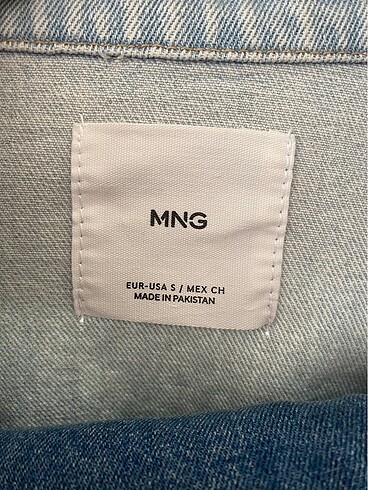 MNG
EUR-USA S / MEX CH
MADE IN PAKISTAN